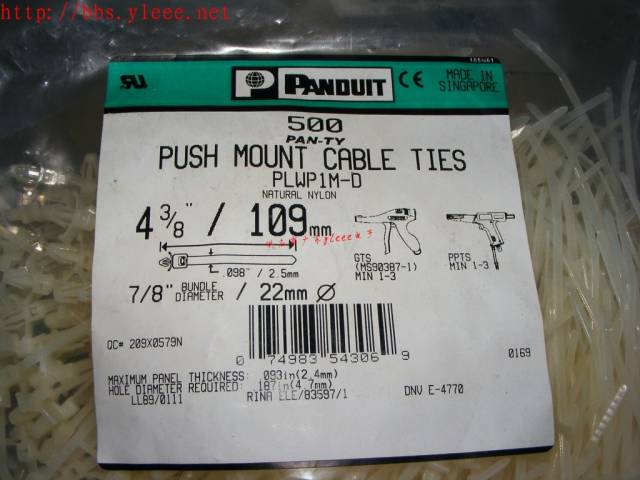 http://bbs.yleee.net
PANDUIT
CE
MADE IN
SINGAPORE
500
PAN-TY
PUSH MOUNT CABLE TIES
PLWP1M-D
NATURAL NYLON
4 3/8" / 109mm
.098" / 2.5mm
GTS
(MS90387-1)
MIN 1-3
PPTS
MIN 1-3
7/8" BUNDLE DIAMETER / 22mm Ø
QC# 209X0579N
0 74983 54306 9
0169
MAXIMUM PANEL THICKNESS: .093in(2.4mm)
HOLE DIAMETER REQUIRED: .187in(4.7mm)
LL89/0111
RINA ELE/83597/1
DNV E-4770